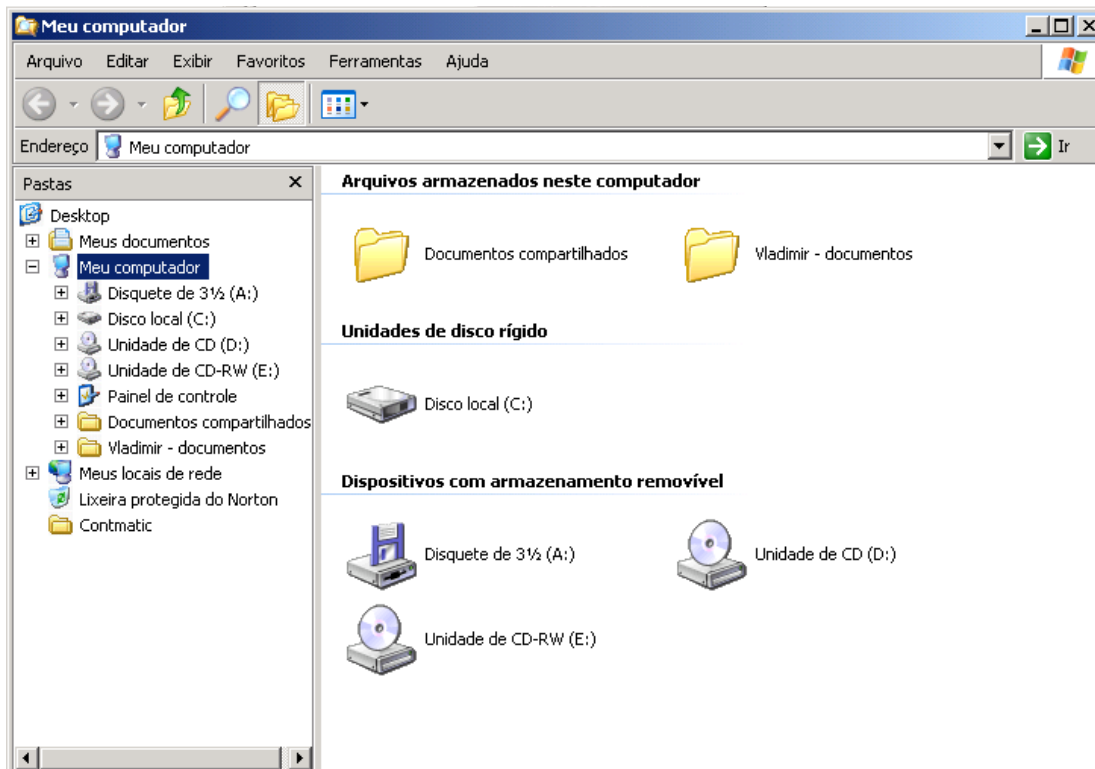 Meu computador
Arquivo Editar Exibir Favoritos Ferramentas Ajuda
Endereço Meu computador Ir
Pastas
Desktop
Meus documentos
Meu computador
Disquete de 3½ (A:)
Disco local (C:)
Unidade de CD (D:)
Unidade de CD-RW (E:)
Painel de controle
Documentos compartilhados
Vladimir - documentos
Meus locais de rede
Lixeira protegida do Norton
Contmatic
Arquivos armazenados neste computador
Documentos compartilhados Vladimir - documentos
Unidades de disco rígido
Disco local (C:)
Dispositivos com armazenamento removível
Disquete de 3½ (A:) Unidade de CD (D:)
Unidade de CD-RW (E:)